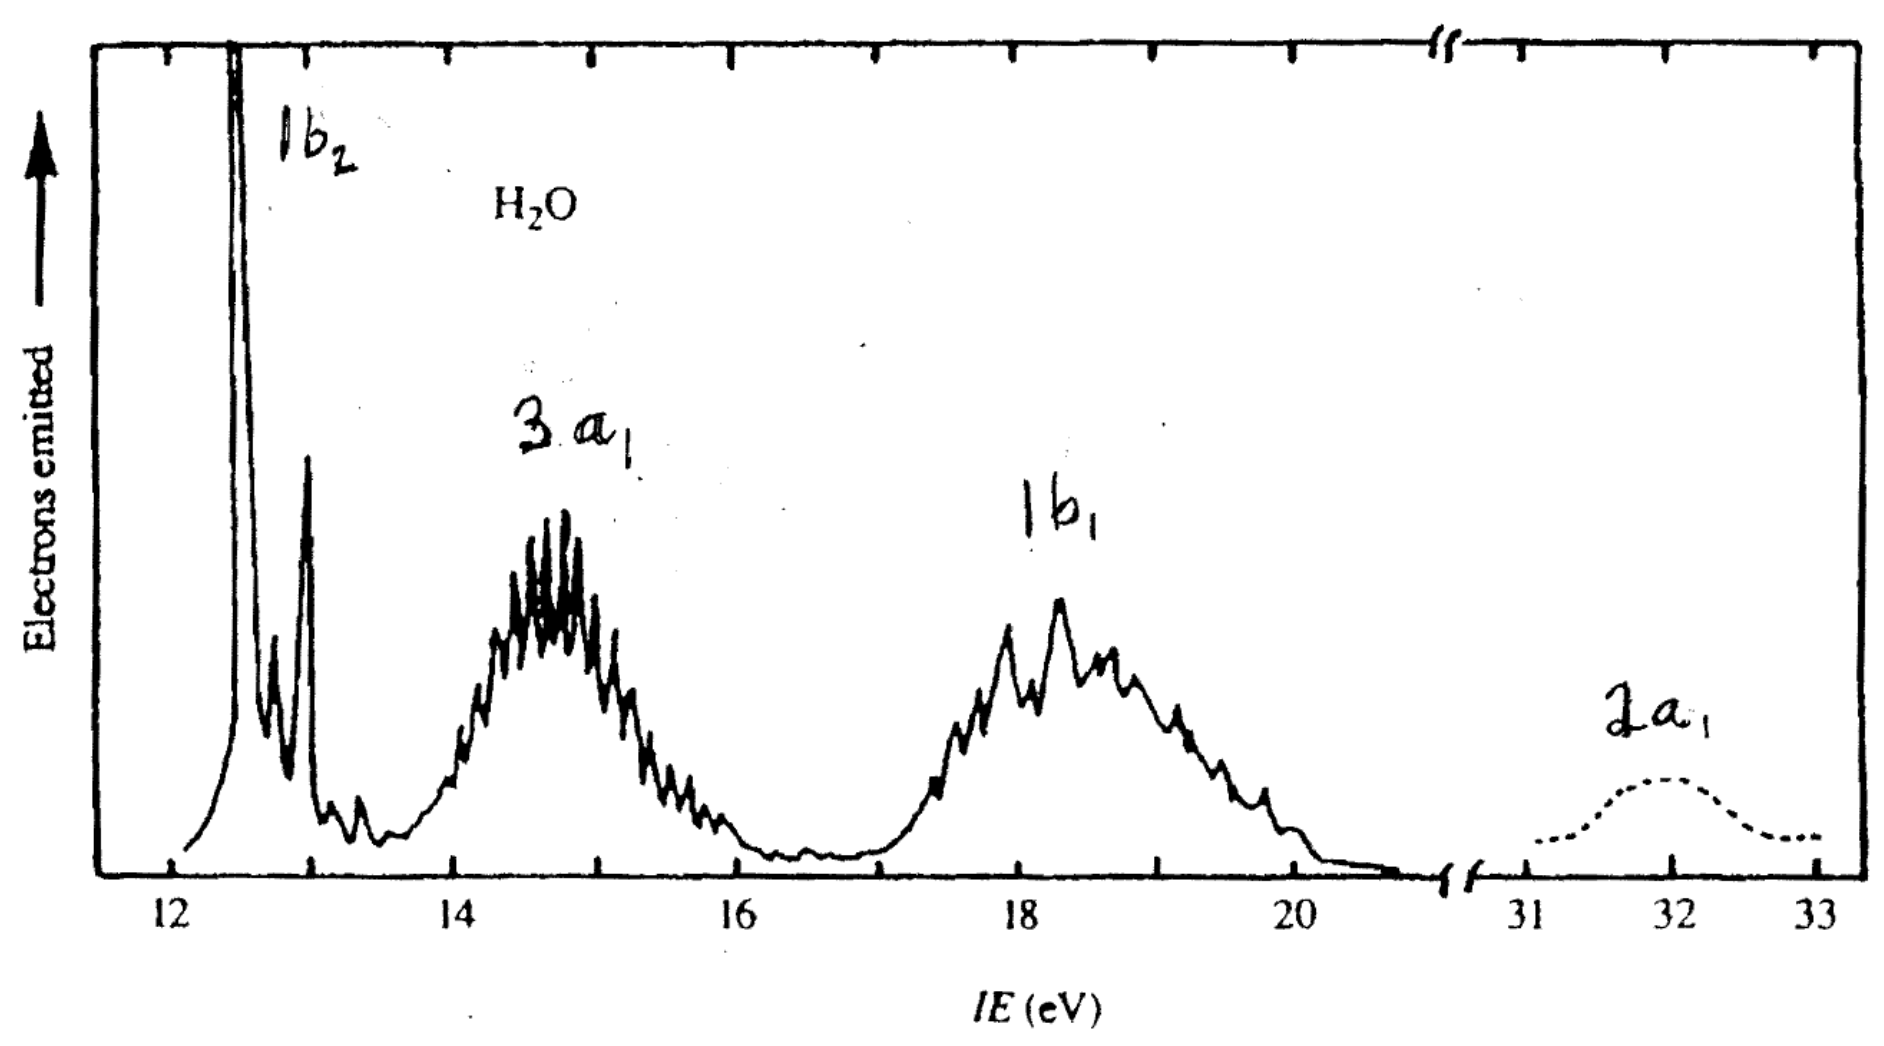 1b₂
H₂O
3a₁
1b₁
2a₁
Electrons emitted
12 14 16 18 20 31 32 33
IE (eV)